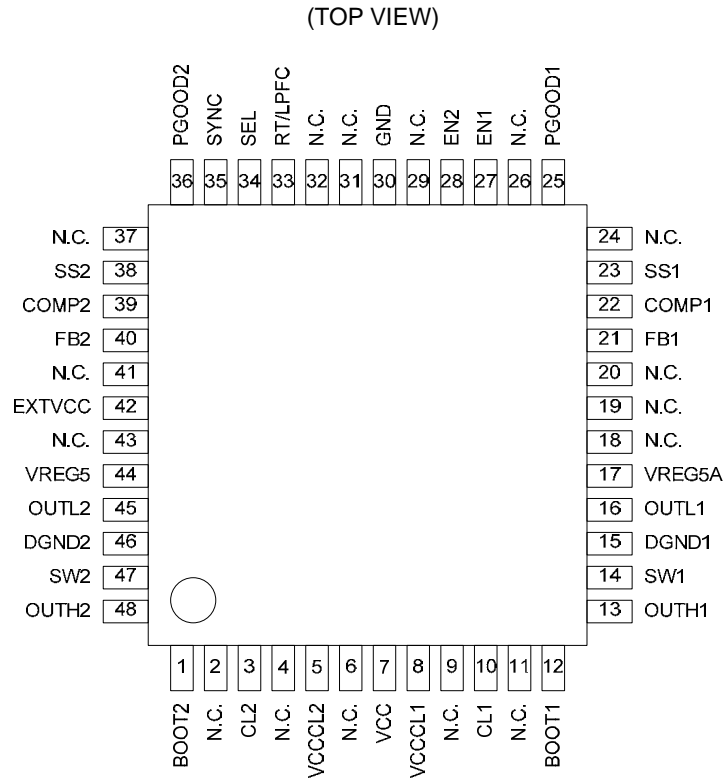 (TOP VIEW)
PGOOD2 SYNC SEL RT/LPFC N.C. N.C. GND N.C. EN2 EN1 N.C. PGOOD1
36 35 34 33 32 31 30 29 28 27 26 25
N.C. 37 24 N.C.
SS2 38 23 SS1
COMP2 39 22 COMP1
FB2 40 21 FB1
N.C. 41 20 N.C.
EXTVCC 42 19 N.C.
N.C. 43 18 N.C.
VREG5 44 17 VREG5A
OUTL2 45 16 OUTL1
DGND2 46 15 DGND1
SW2 47 14 SW1
OUTH2 48 13 OUTH1
1 2 3 4 5 6 7 8 9 10 11 12
BOOT2 N.C. CL2 N.C. VCCCL2 N.C. VCC VCCCL1 N.C. CL1 N.C. BOOT1